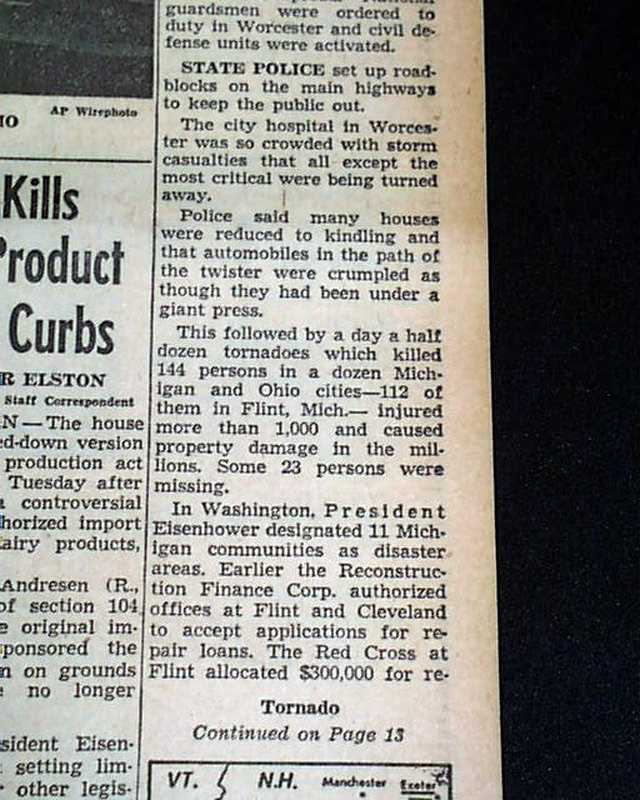 AP Wirephoto
Kills
Product
Curbs
R ELSTON
Staff Correspondent
N — The house
ed-down version
production act
Tuesday after
controversial
horized import
airy products,
Andresen (R.,
of section 104
original im-
sponsored the
on grounds
no longer
sident Eisen-
setting lim-
other legis-
guardsmen were ordered to
duty in Worcester and civil de-
fense units were activated.
STATE POLICE set up road-
blocks on the main highways
to keep the public out.
The city hospital in Worces-
ter was so crowded with storm
casualties that all except the
most critical were being turned
away.
Police said many houses
were reduced to kindling and
that automobiles in the path of
the twister were crumpled as
though they had been under a
giant press.
This followed by a day a half
dozen tornadoes which killed
144 persons in a dozen Mich-
igan and Ohio cities—112 of
them in Flint, Mich.— injured
more than 1,000 and caused
property damage in the mil-
lions. Some 23 persons were
missing.
In Washington, President
Eisenhower designated 11 Mich-
igan communities as disaster
areas. Earlier the Reconstruc-
tion Finance Corp. authorized
offices at Flint and Cleveland
to accept applications for re-
pair loans. The Red Cross at
Flint allocated $300,000 for re-
Tornado
Continued on Page 13
VT. N.H. Manchester Exeter